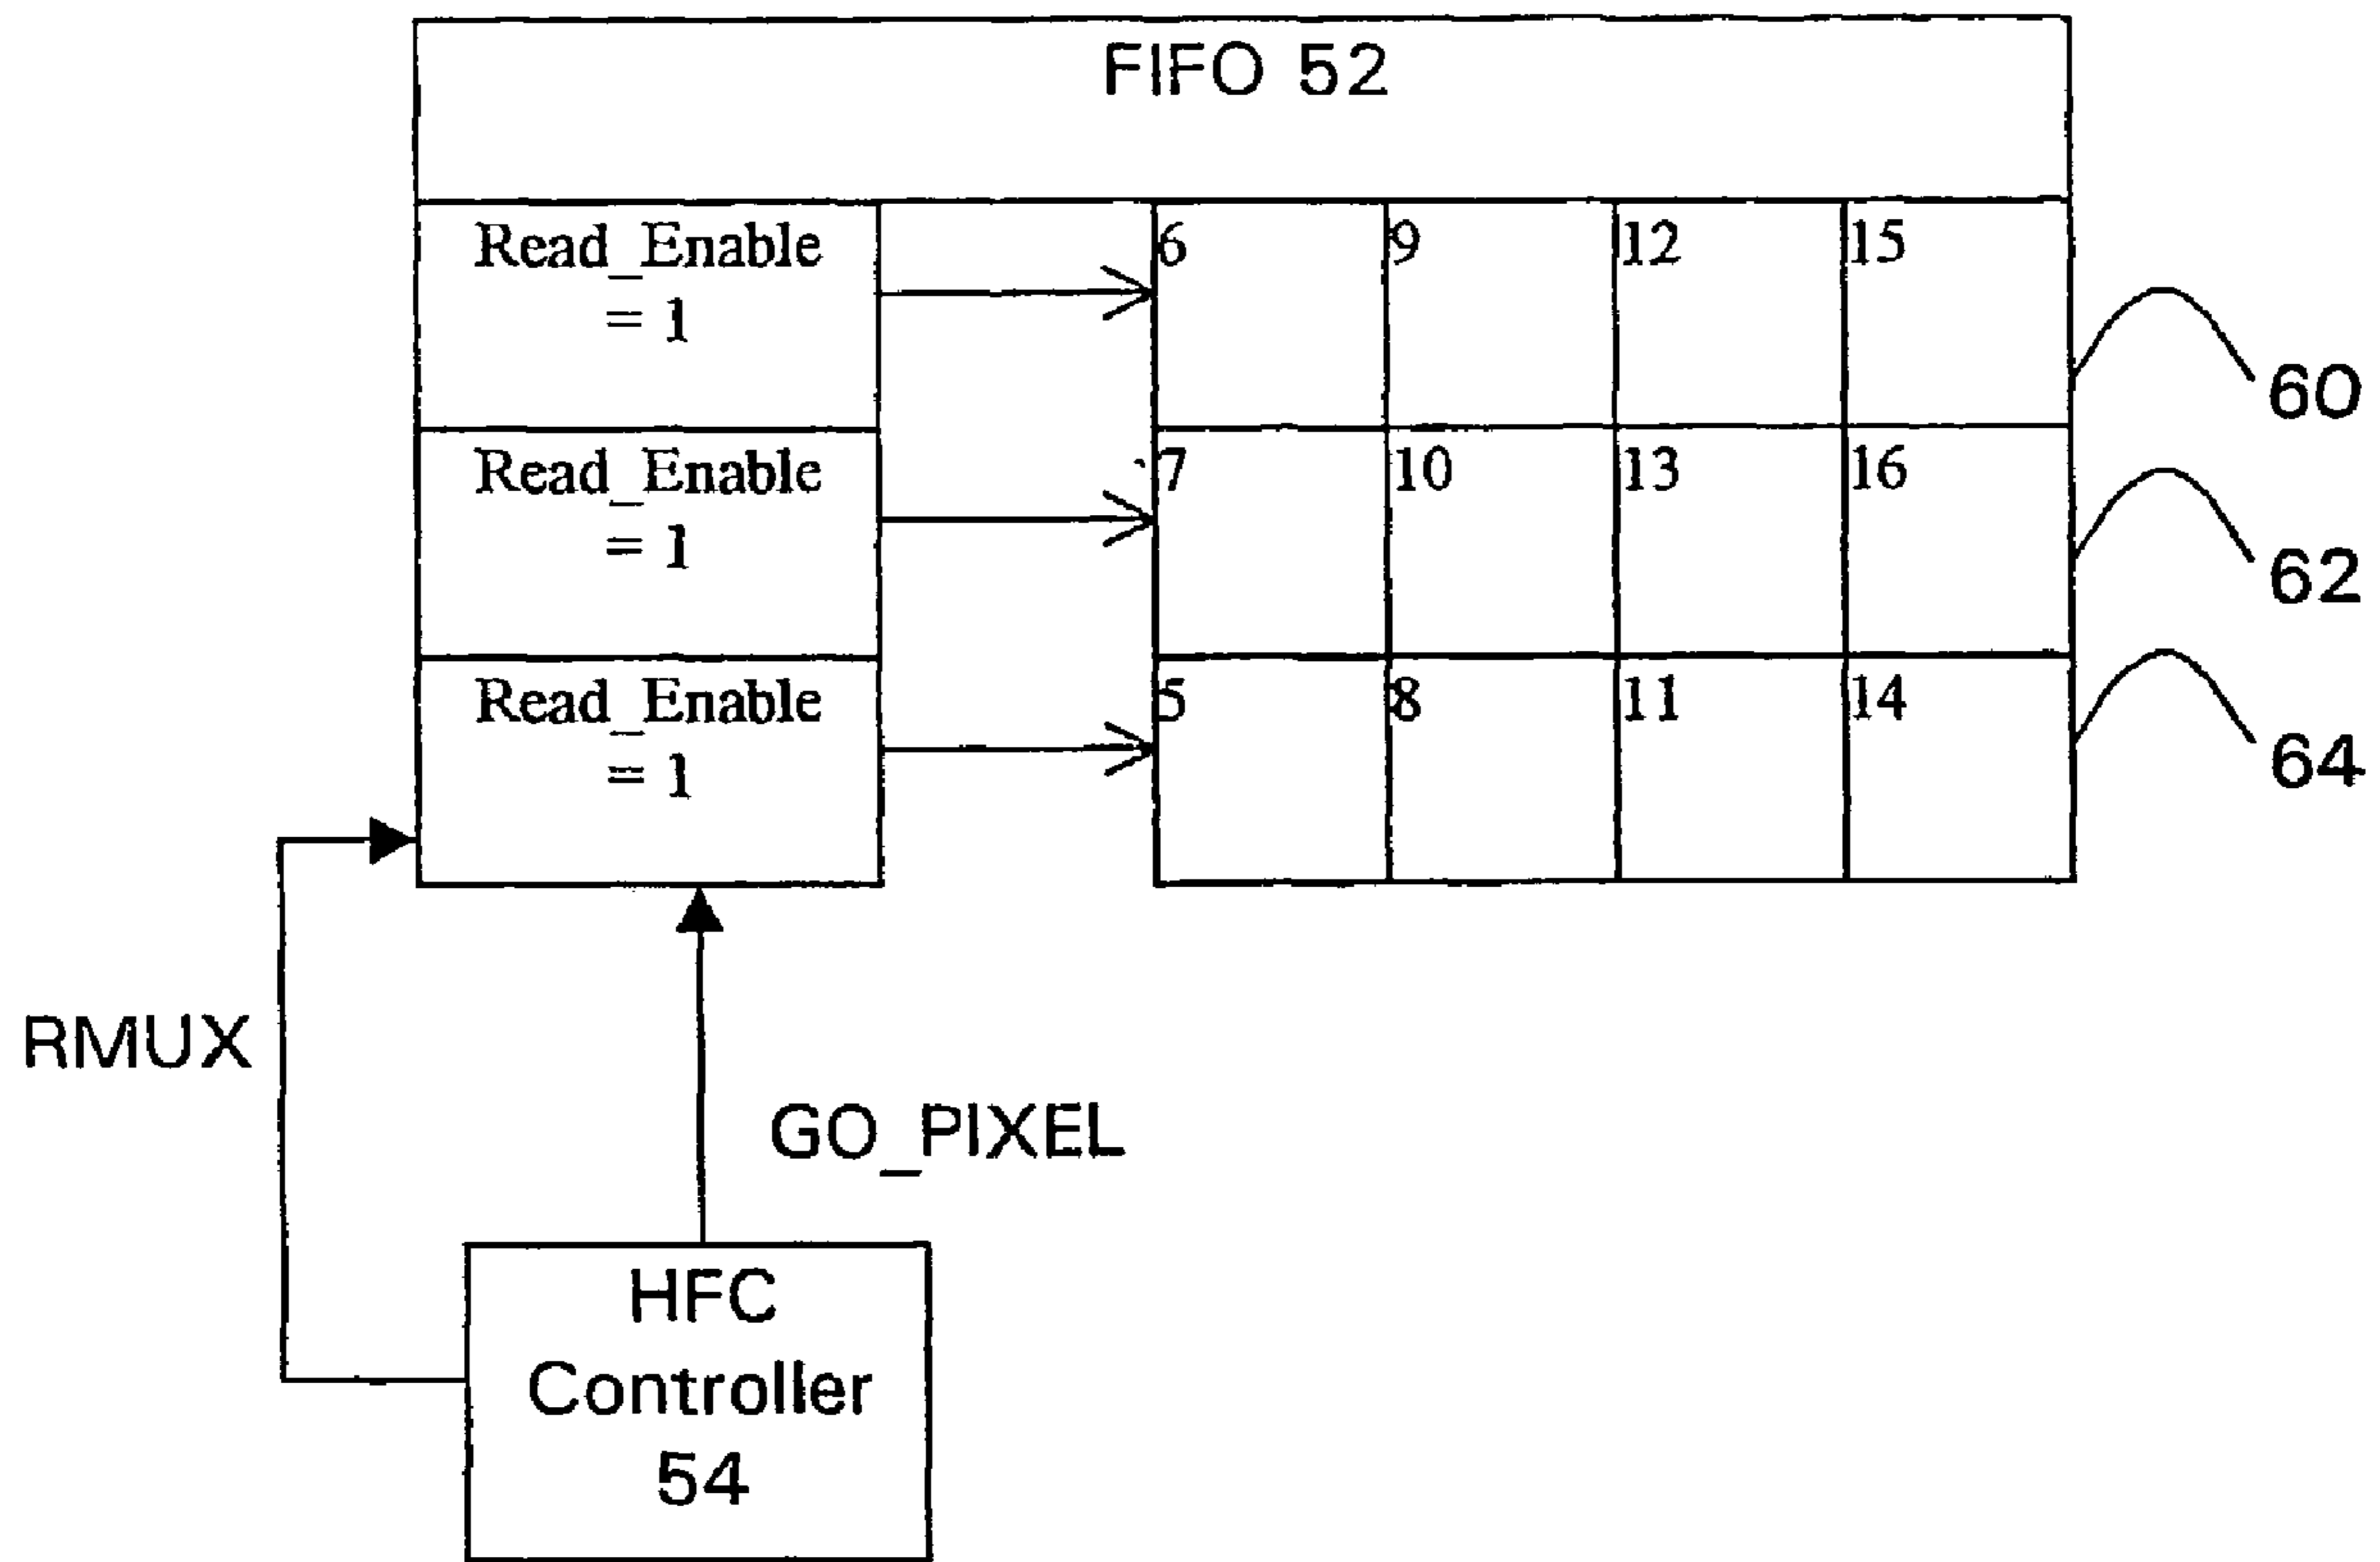 FIFO 52
Read_Enable
= 1
6 9 12 15
60
Read_Enable
= 1
7 10 13 16
62
Read_Enable
= 1
5 8 11 14
64
RMUX
GO_PIXEL
HFC
Controller
54